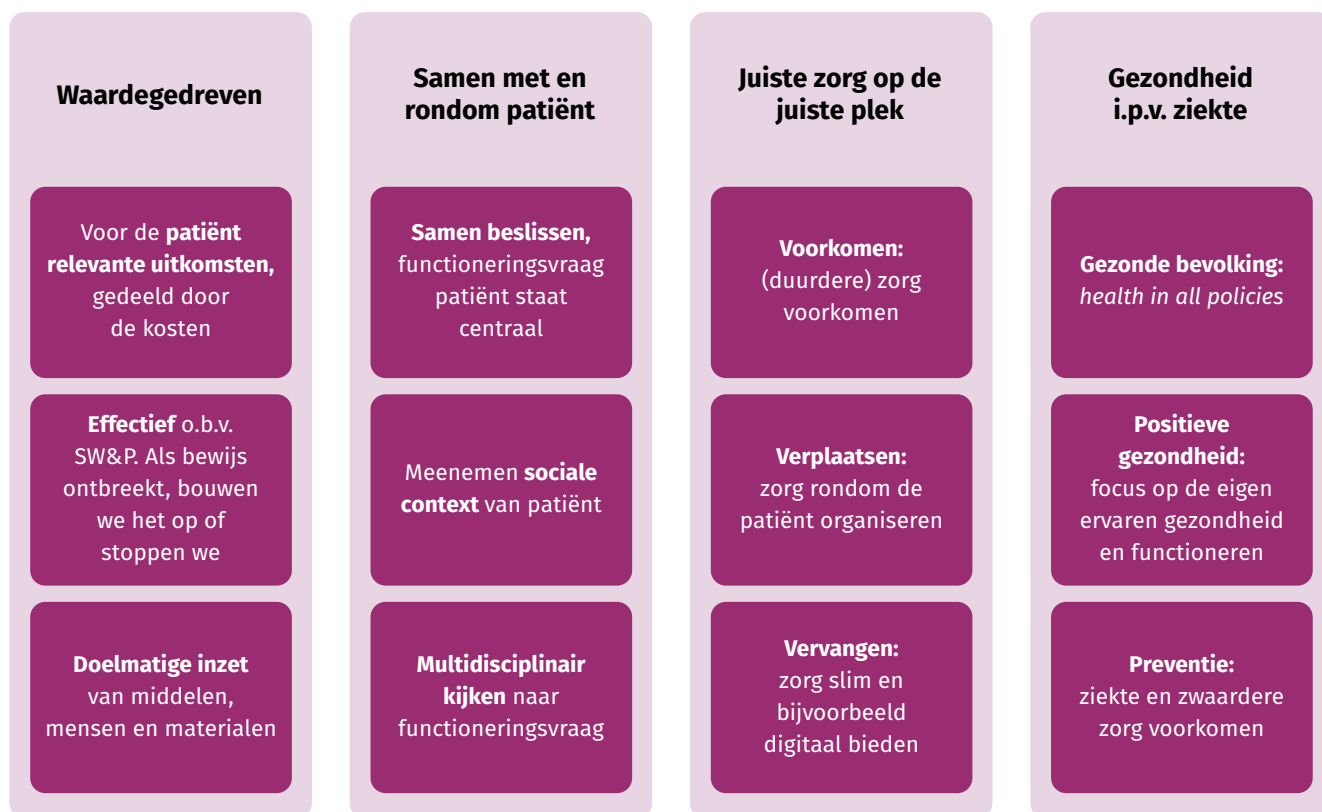 Waardegedreven
Voor de patiënt
relevante uitkomsten,
gedeeld door
de kosten
Effectief o.b.v.
SW&P. Als bewijs
ontbreekt, bouwen
we het op of
stoppen we
Doelmatige inzet
van middelen,
mensen en materialen
Samen met en
rondom patiënt
Samen beslissen,
functioneringsvraag
patiënt staat
centraal
Meenemen sociale
context van patiënt
Multidisciplinair
kijken naar
functioneringsvraag
Juiste zorg op de
juiste plek
Voorkomen:
(duurdere) zorg
voorkomen
Verplaatsen:
zorg rondom de
patiënt organiseren
Vervangen:
zorg slim en
bijvoorbeeld
digitaal bieden
Gezondheid
i.p.v. ziekte
Gezonde bevolking:
health in all policies
Positieve
gezondheid:
focus op de eigen
ervaren gezondheid
en functioneren
Preventie:
ziekte en zwaardere
zorg voorkomen